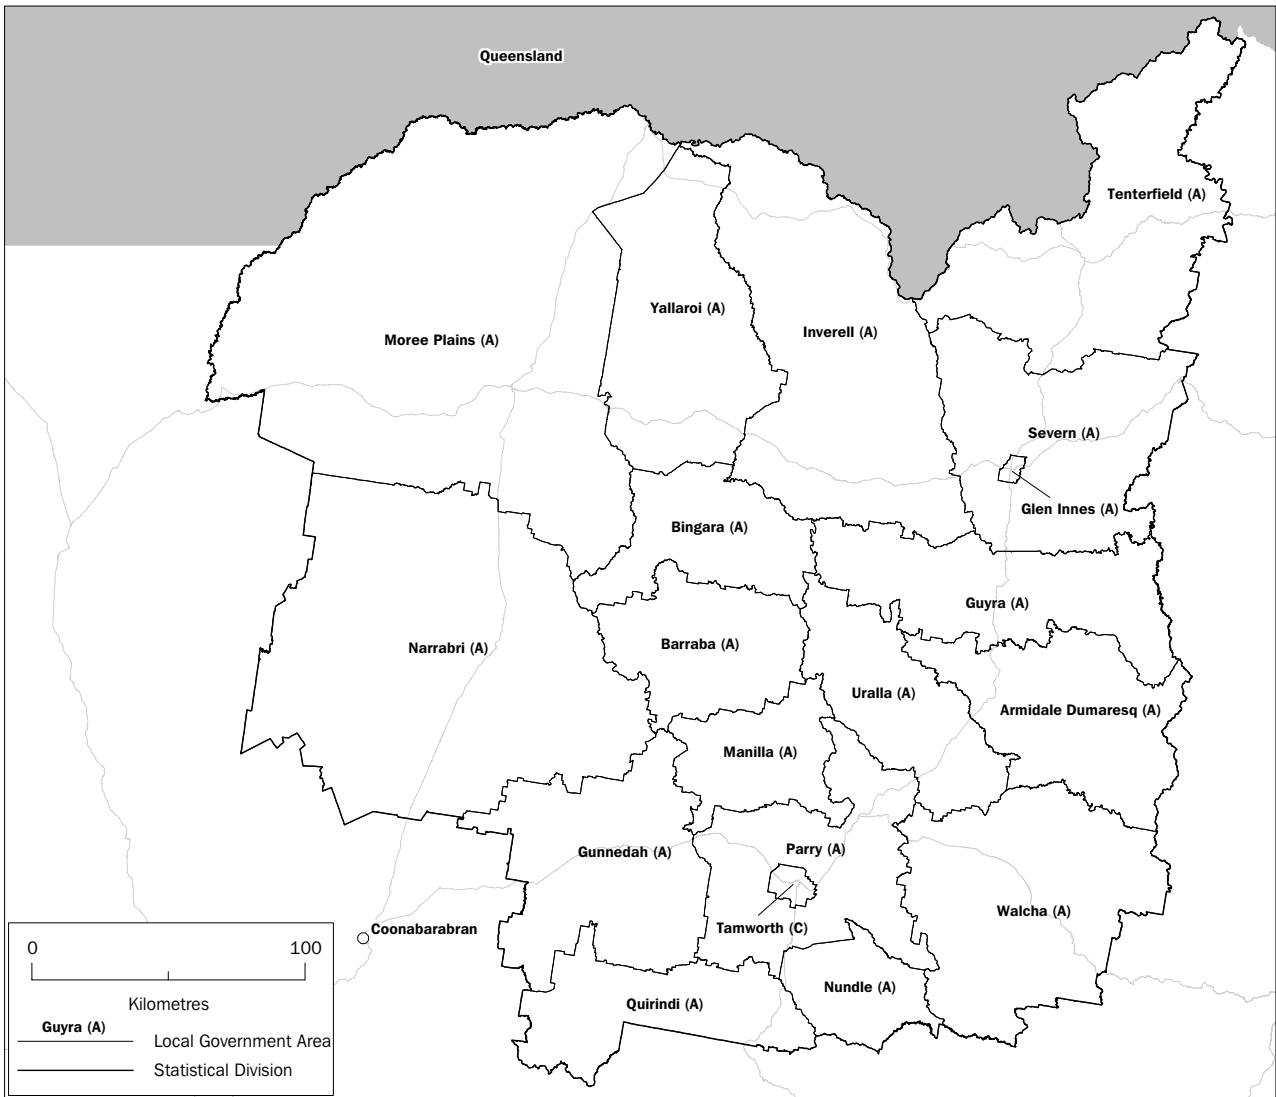 Queensland
Tenterfield (A)
Yallaroi (A)
Inverell (A)
Moree Plains (A)
Severn (A)
Glen Innes (A)
Bingara (A)
Guyra (A)
Narrabri (A)
Barraba (A)
Uralla (A)
Armidale Dumaresq (A)
Manilla (A)
Gunnedah (A)
Parry (A)
Walcha (A)
Coonabarabran
Tamworth (C)
Nundle (A)
Quirindi (A)
0 100
Kilometres
Guyra (A)
Local Government Area
Statistical Division